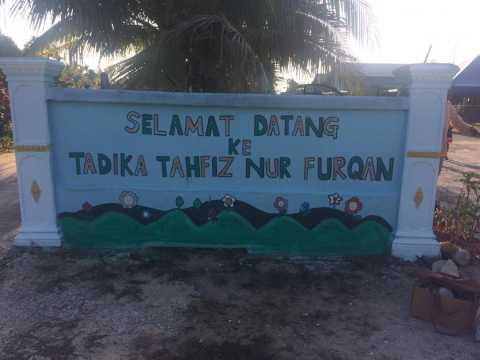 SELAMAT DATANG
KE
TADIKA TAHFIZ NUR FURQAN